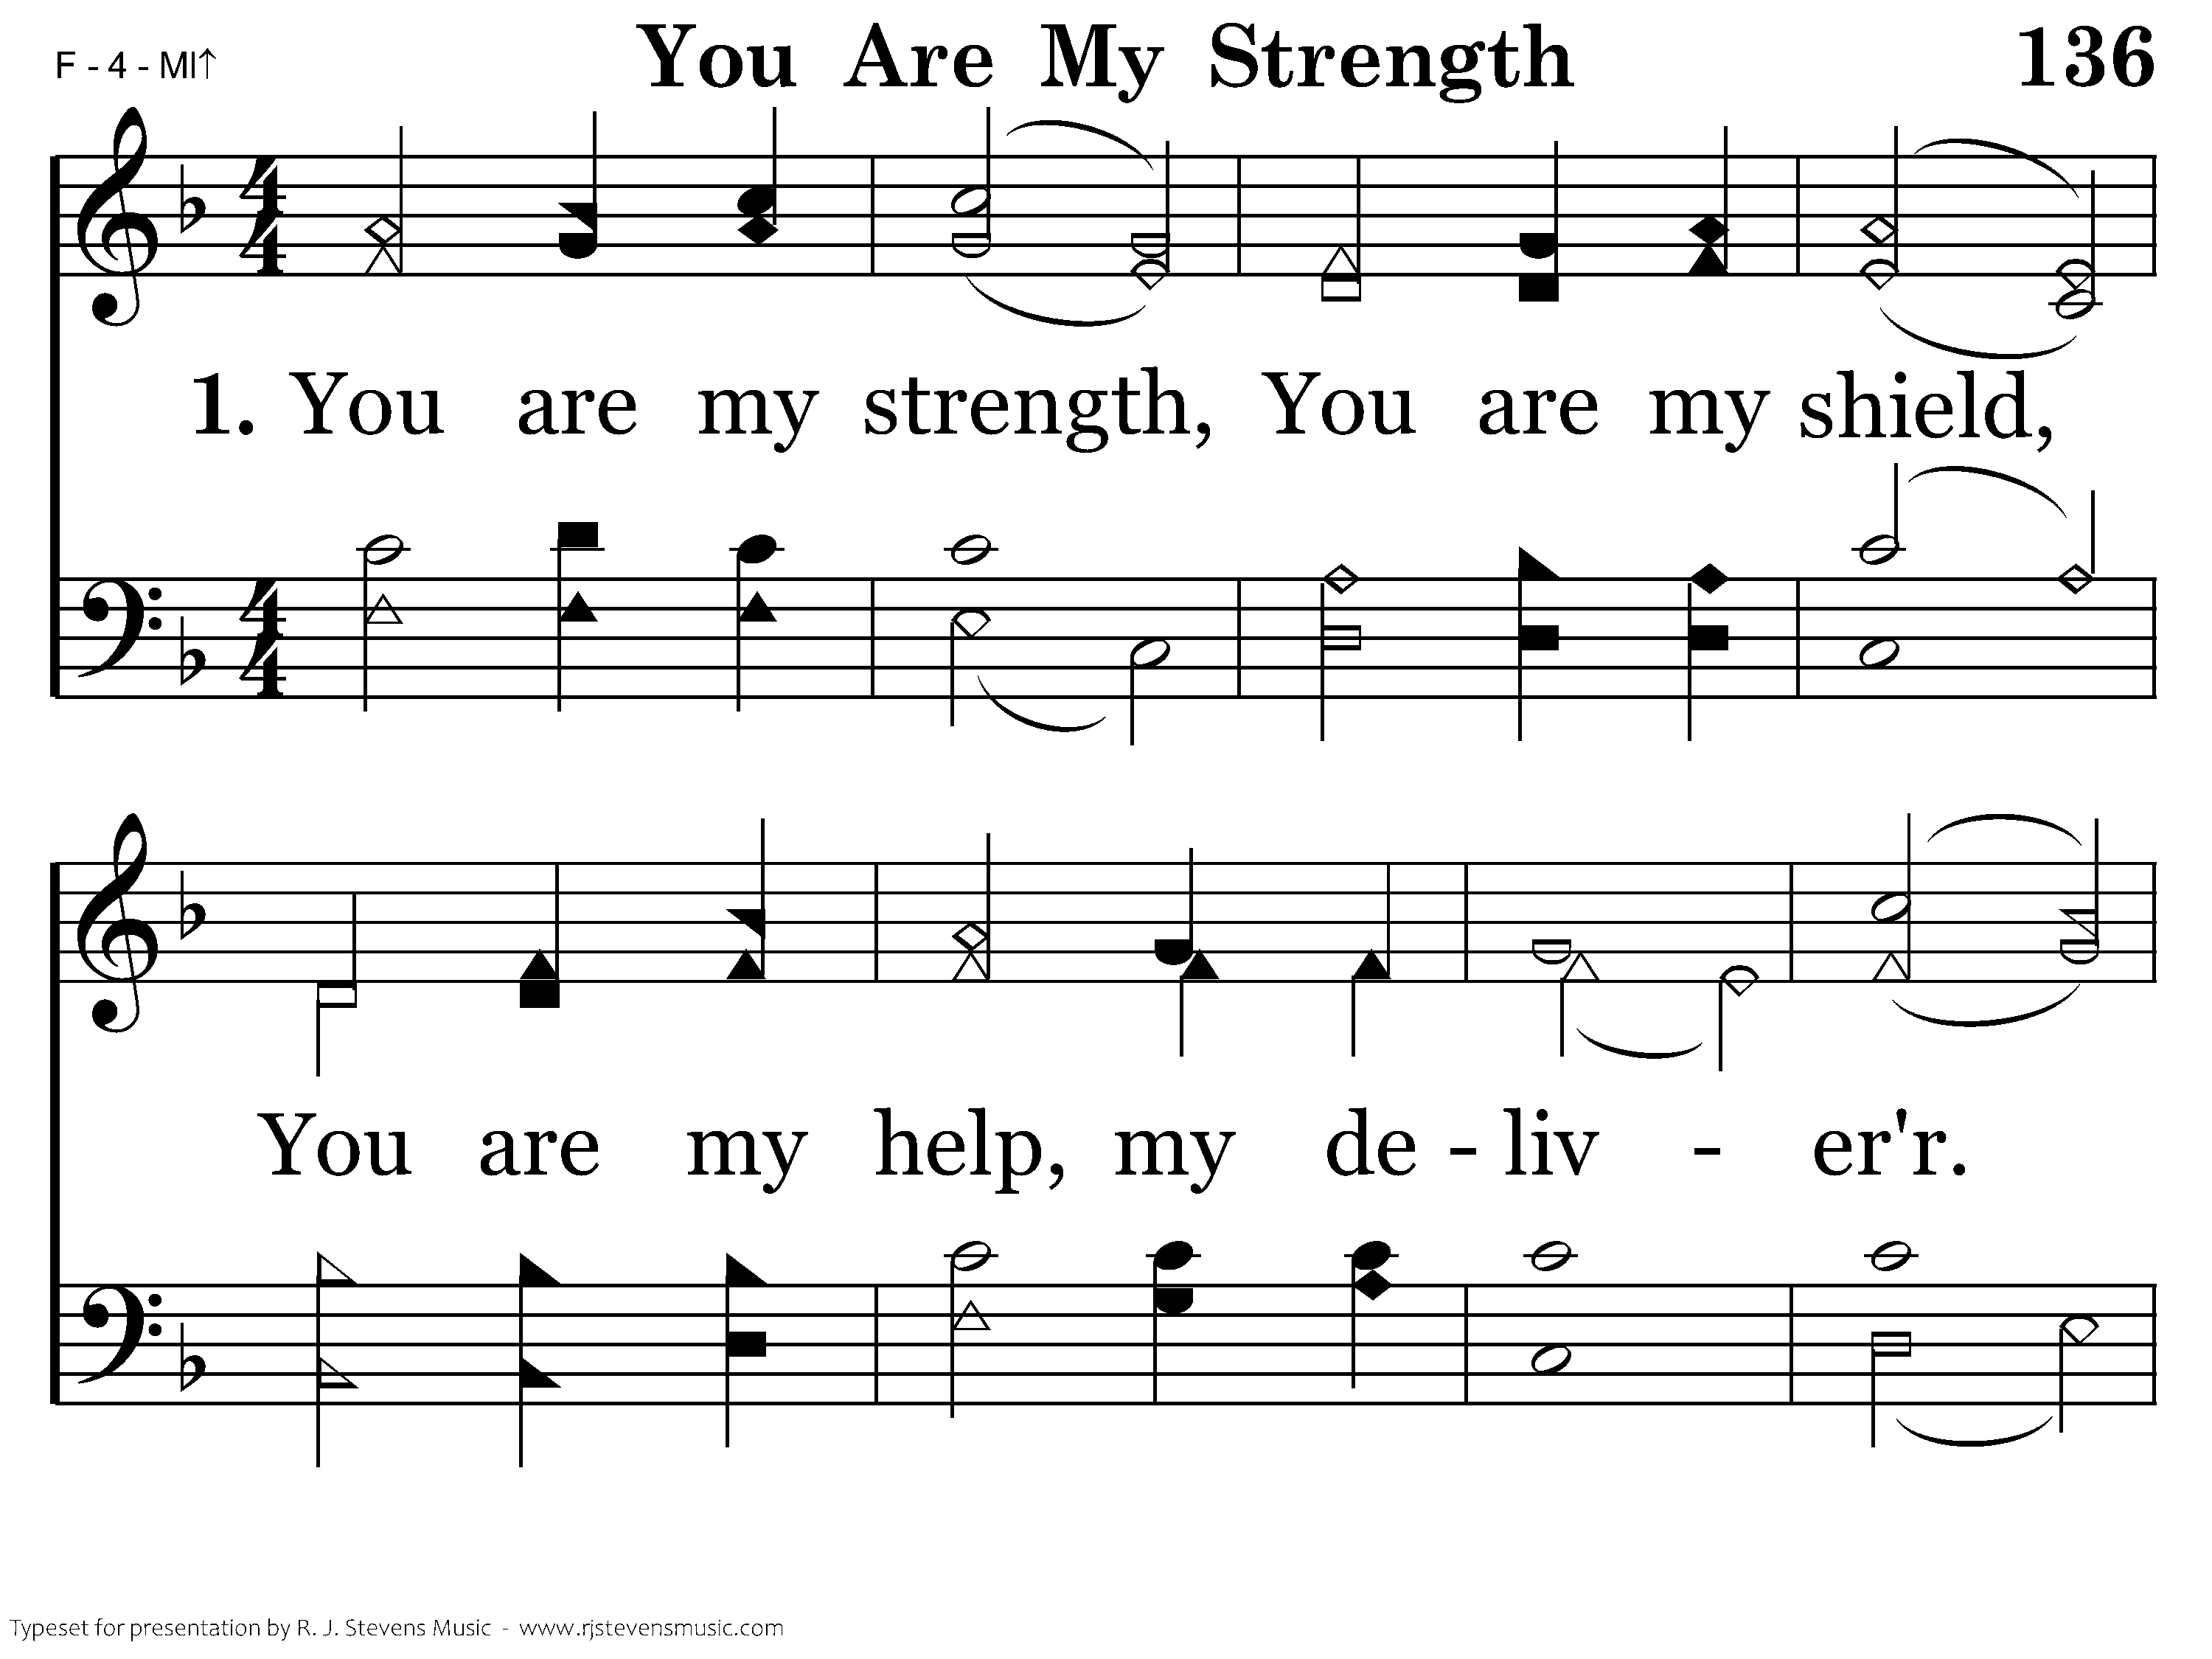 F - 4 - MI↑ You Are My Strength 136
1. You are my strength, You are my shield,
You are my help, my de - liv - er'r.
Typeset for presentation by R. J. Stevens Music - www.rjstevensmusic.com